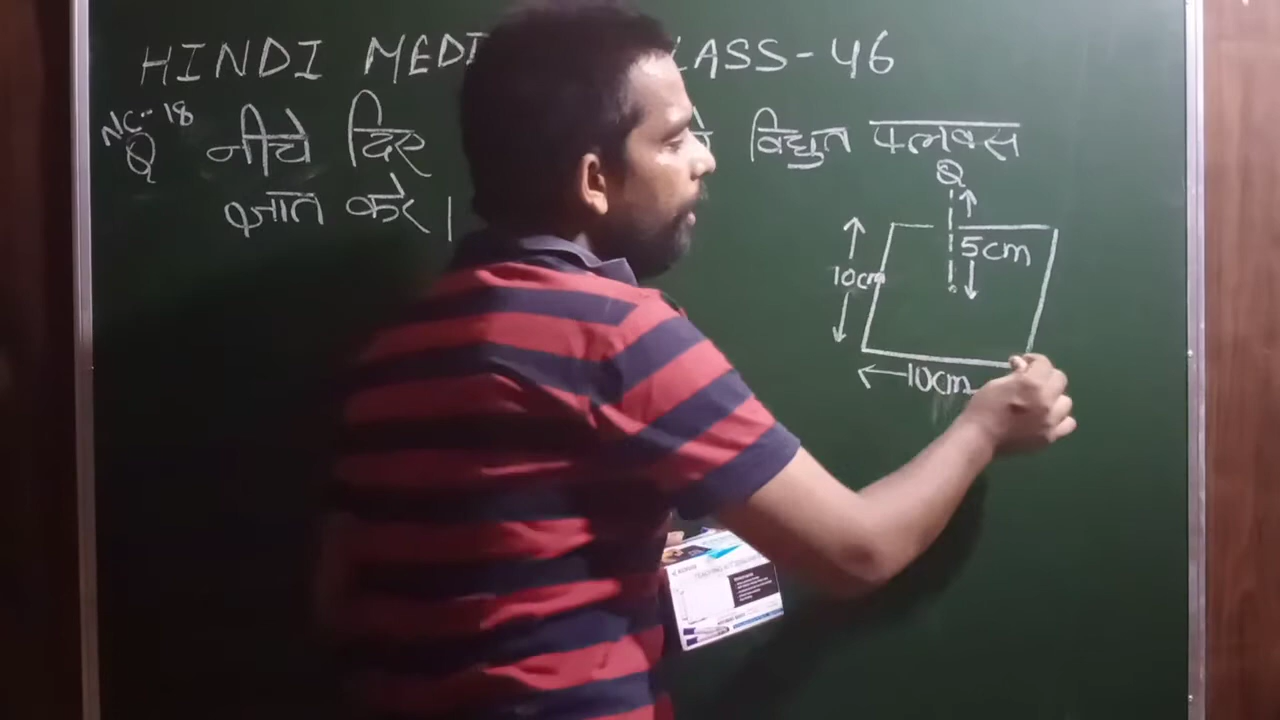 HINDI MEDI LASS-46
NC-18
Q नीचे दिए विद्युत फ्लक्स
ज्ञात करे।
Q
5cm
10cm
10cm